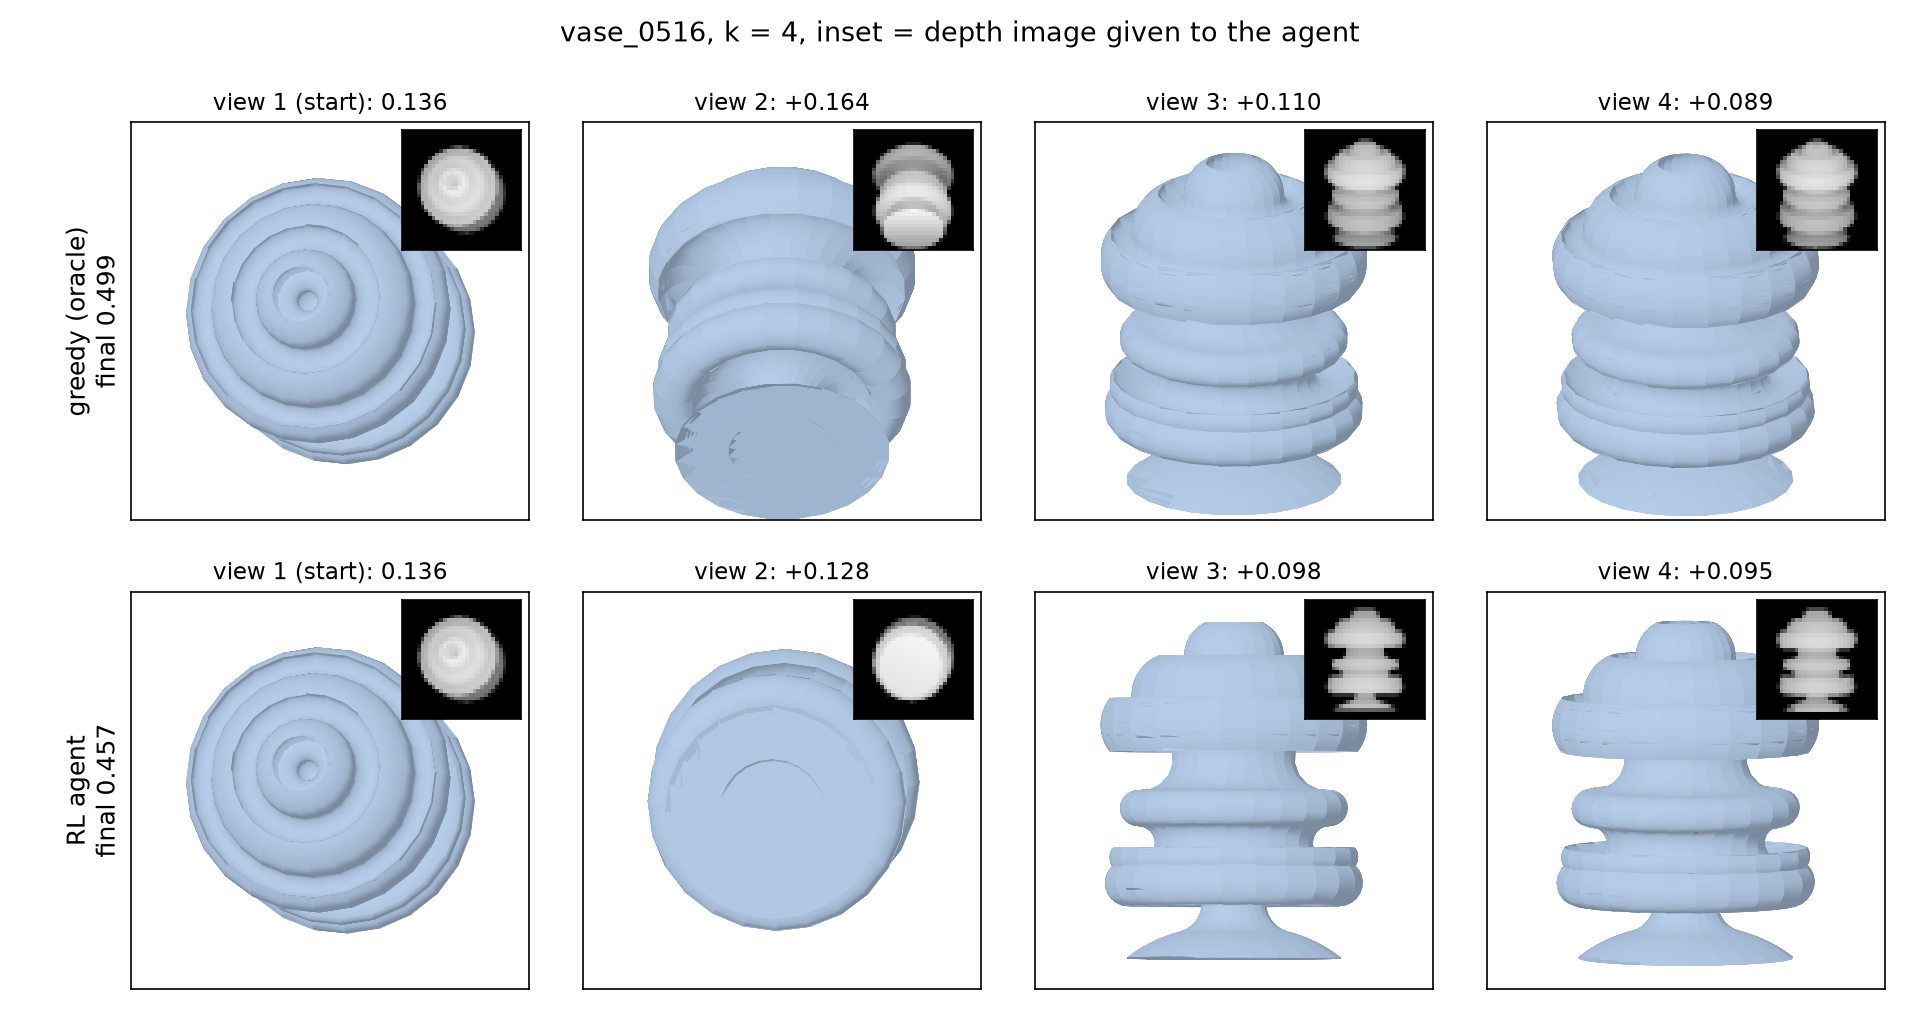 vase_0516, k = 4, inset = depth image given to the agent
view 1 (start): 0.136
view 2: +0.164
view 3: +0.110
view 4: +0.089
greedy (oracle)
final 0.499
view 1 (start): 0.136
view 2: +0.128
view 3: +0.098
view 4: +0.095
RL agent
final 0.457